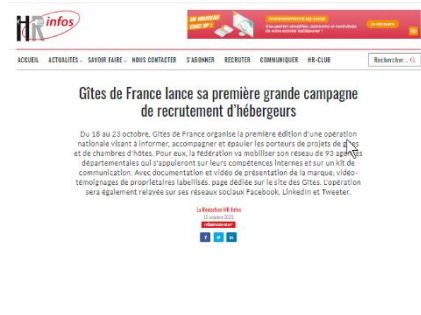 HR infos
UN NOUVEAU
ACCUEIL ACTUALITÉS SAVOIR FAIRE NOUS CONTACTER S'ABONNER RECRUTER COMMUNIQUER HR-CLUB Rechercher...
Gîtes de France lance sa première grande campagne
de recrutement d'hébergeurs
Du 18 au 23 octobre, Gîtes de France organise la première édition d'une opération
nationale visant à informer, accompagner et épauler les porteurs de projets de gîtes
et de chambres d'hôtes. Pour eux, la fédération va mobiliser son réseau de 93 agences
départementales qui s'appuieront sur leurs compétences internes et sur un kit de
communication. Avec documentation et vidéo de présentation de la marque, vidéo-
témoignages de propriétaires labellisés, page dédiée sur le site des Gîtes. L'opération
sera également relayée sur ses réseaux sociaux Facebook, LinkedIn et Tweeter.
La Rédaction HR Infos
octobre 2021